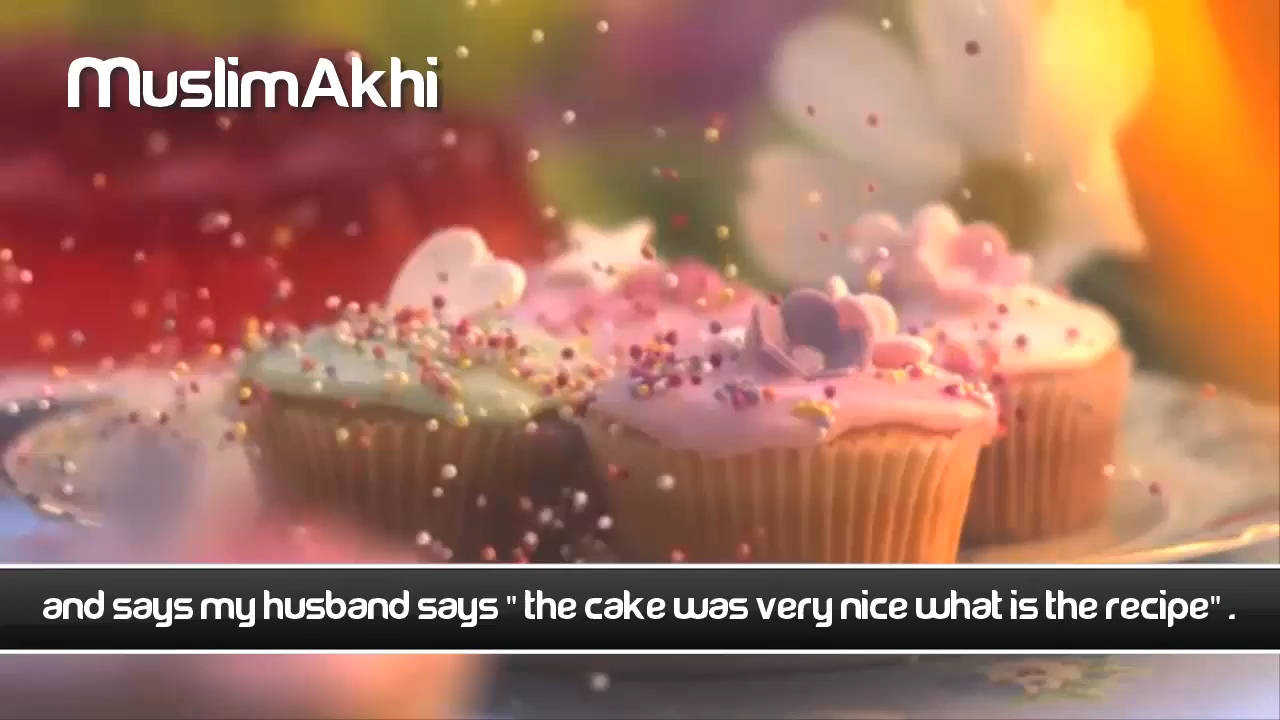 MuslimAkhi
and says my husband says " the cake was very nice what is the recipe" .